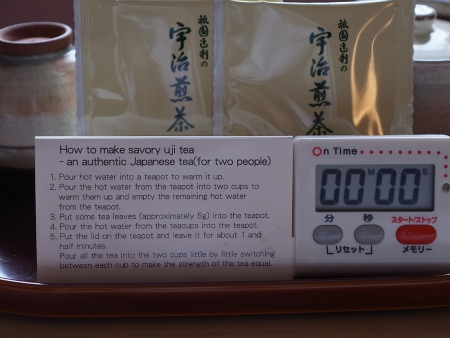 祇園辻利の
宇治煎茶
祇園辻利の
宇治煎茶
How to make savory uji tea
- an authentic Japanese tea(for two people)
1. Pour hot water into a teapot to warm it up.
2. Pour the hot water from the teapot into two cups to
warm them up and empty the remaining hot water
from the teapot.
3. Put some tea leaves (approximately 5g) into the teapot.
4. Pour the hot water from the teacups into the teapot.
5. Put the lid on the teapot and leave it for about 1 and
half minutes.
Pour all the tea into the two cups little by little switching
between each cup to make the strength of the tea equal.
On Time
00M00S
分 秒 スタート/ストップ
リセット メモリー